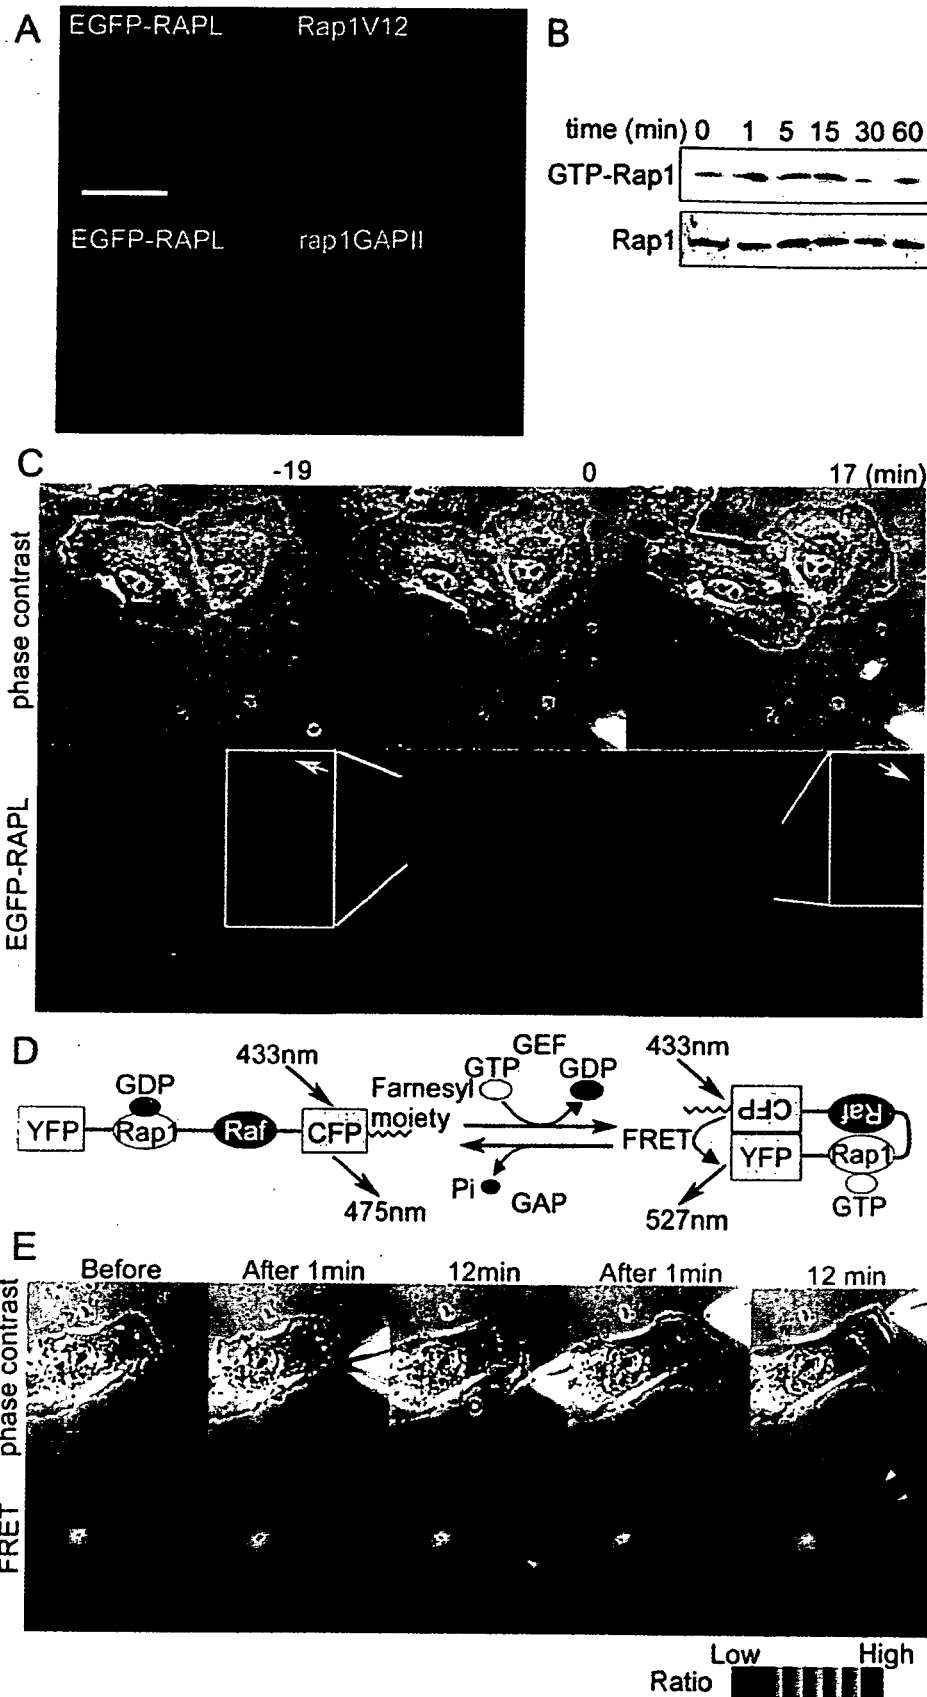 A
EGFP-RAPL Rap1V12
EGFP-RAPL rap1GAPII
B
time (min) 0 1 5 15 30 60
GTP-Rap1
Rap1
C
-19 0 17 (min)
phase contrast
EGFP-RAPL
D
433nm
GEF
433nm
GDP
Farnesyl
moiety
GTP
GDP
YFP
Rap1
Raf
CFP
FRET
CFP
Raf
YFP
Rap1
475nm
Pi
GAP
527nm
GTP
E
Before After 1min 12min After 1min 12 min
phase contrast
FRET
Low High
Ratio